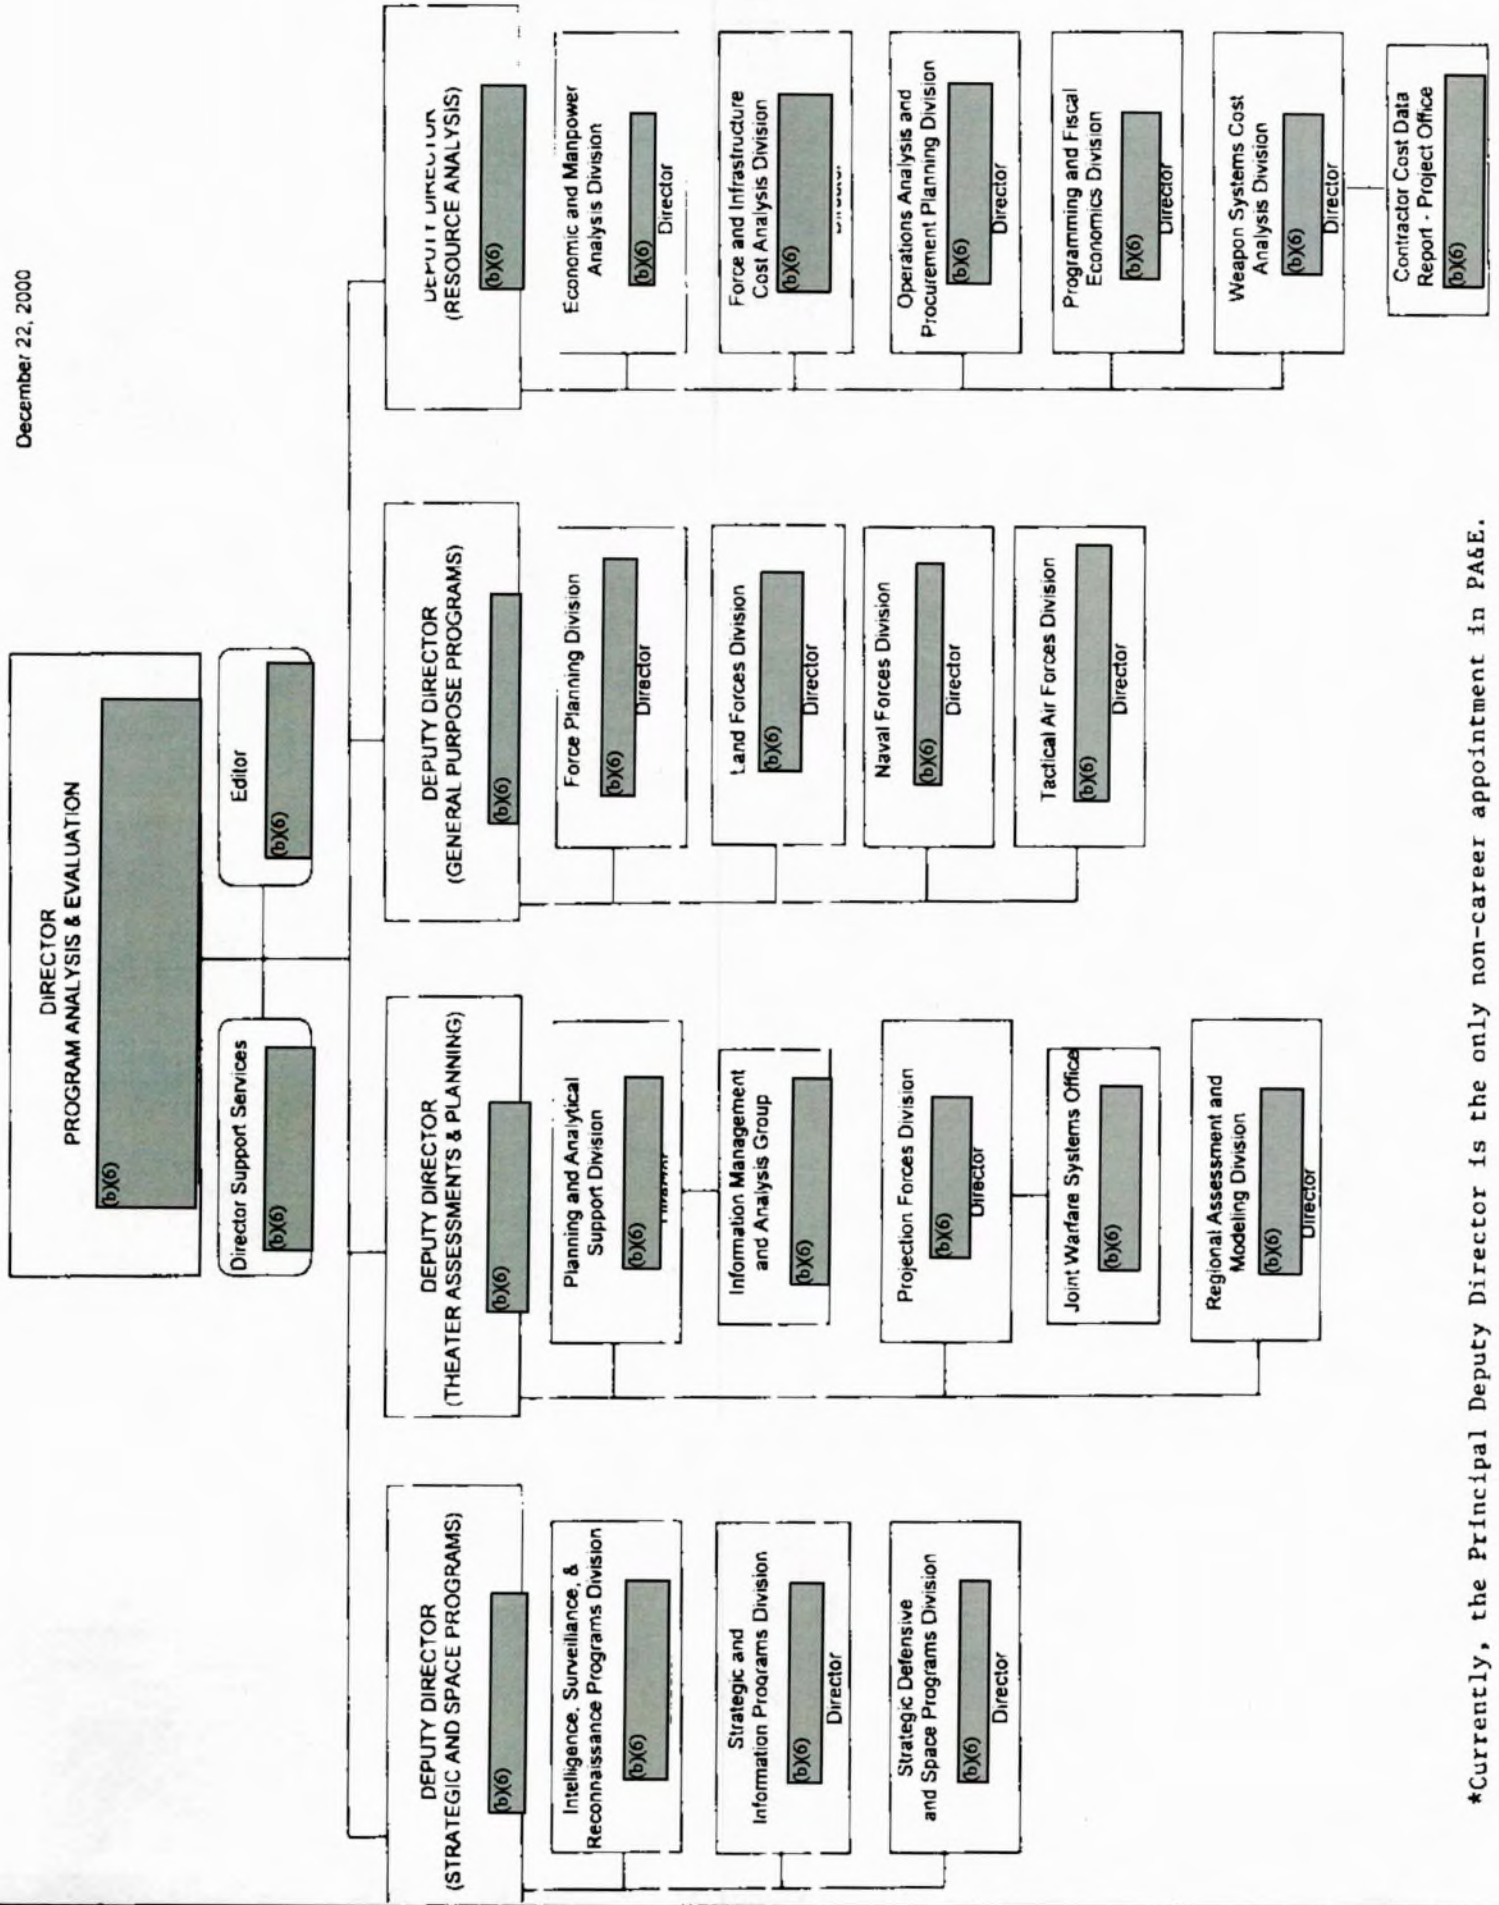 December 22, 2000
DIRECTOR
PROGRAM ANALYSIS & EVALUATION
(b)(6)
Director Support Services
(b)(6)
Editor
(b)(6)
DEPUTY DIRECTOR
(STRATEGIC AND SPACE PROGRAMS)
(b)(6)
Intelligence, Surveillance, &
Reconnaissance Programs Division
(b)(6)
Strategic and
Information Programs Division
(b)(6)
Director
Strategic Defensive
and Space Programs Division
(b)(6)
Director
DEPUTY DIRECTOR
(THEATER ASSESSMENTS & PLANNING)
(b)(6)
Planning and Analytical
Support Division
(b)(6)
Information Management
and Analysis Group
(b)(6)
Projection Forces Division
(b)(6)
Director
Joint Warfare Systems Office
(b)(6)
Regional Assessment and
Modeling Division
(b)(6)
Director
DEPUTY DIRECTOR
(GENERAL PURPOSE PROGRAMS)
(b)(6)
Force Planning Division
(b)(6)
Director
Land Forces Division
(b)(6)
Director
Naval Forces Division
(b)(6)
Director
Tactical Air Forces Division
(b)(6)
Director
DEPUTY DIRECTOR
(RESOURCE ANALYSIS)
(b)(6)
Economic and Manpower
Analysis Division
(b)(6)
Director
Force and Infrastructure
Cost Analysis Division
(b)(6)
Operations Analysis and
Procurement Planning Division
(b)(6)
Director
Programming and Fiscal
Economics Division
(b)(6)
Director
Weapon Systems Cost
Analysis Division
(b)(6)
Director
Contractor Cost Data
Report - Project Office
(b)(6)
*Currently, the Principal Deputy Director is the only non-career appointment in PA&E.